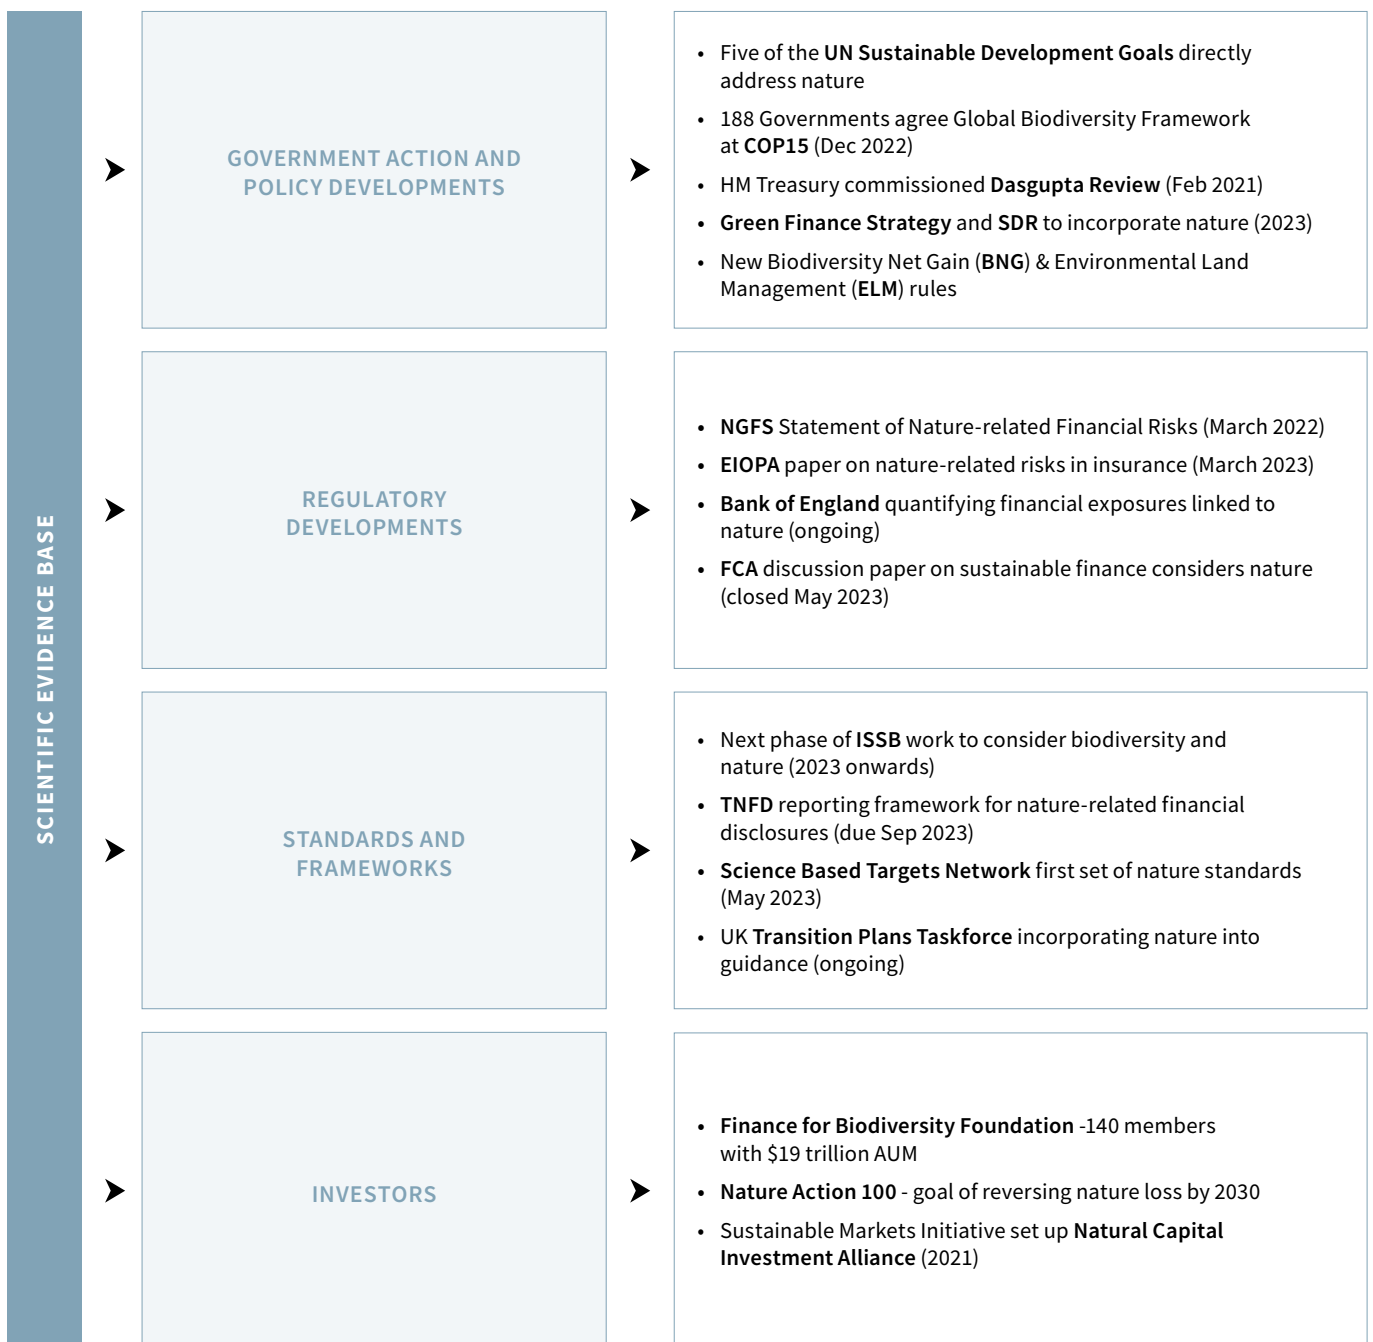 SCIENTIFIC EVIDENCE BASE
GOVERNMENT ACTION AND
POLICY DEVELOPMENTS
• Five of the UN Sustainable Development Goals directly
address nature
• 188 Governments agree Global Biodiversity Framework
at COP15 (Dec 2022)
• HM Treasury commissioned Dasgupta Review (Feb 2021)
• Green Finance Strategy and SDR to incorporate nature (2023)
• New Biodiversity Net Gain (BNG) & Environmental Land
Management (ELM) rules
REGULATORY
DEVELOPMENTS
• NGFS Statement of Nature-related Financial Risks (March 2022)
• EIOPA paper on nature-related risks in insurance (March 2023)
• Bank of England quantifying financial exposures linked to
nature (ongoing)
• FCA discussion paper on sustainable finance considers nature
(closed May 2023)
STANDARDS AND
FRAMEWORKS
• Next phase of ISSB work to consider biodiversity and
nature (2023 onwards)
• TNFD reporting framework for nature-related financial
disclosures (due Sep 2023)
• Science Based Targets Network first set of nature standards
(May 2023)
• UK Transition Plans Taskforce incorporating nature into
guidance (ongoing)
INVESTORS
• Finance for Biodiversity Foundation -140 members
with $19 trillion AUM
• Nature Action 100 - goal of reversing nature loss by 2030
• Sustainable Markets Initiative set up Natural Capital
Investment Alliance (2021)